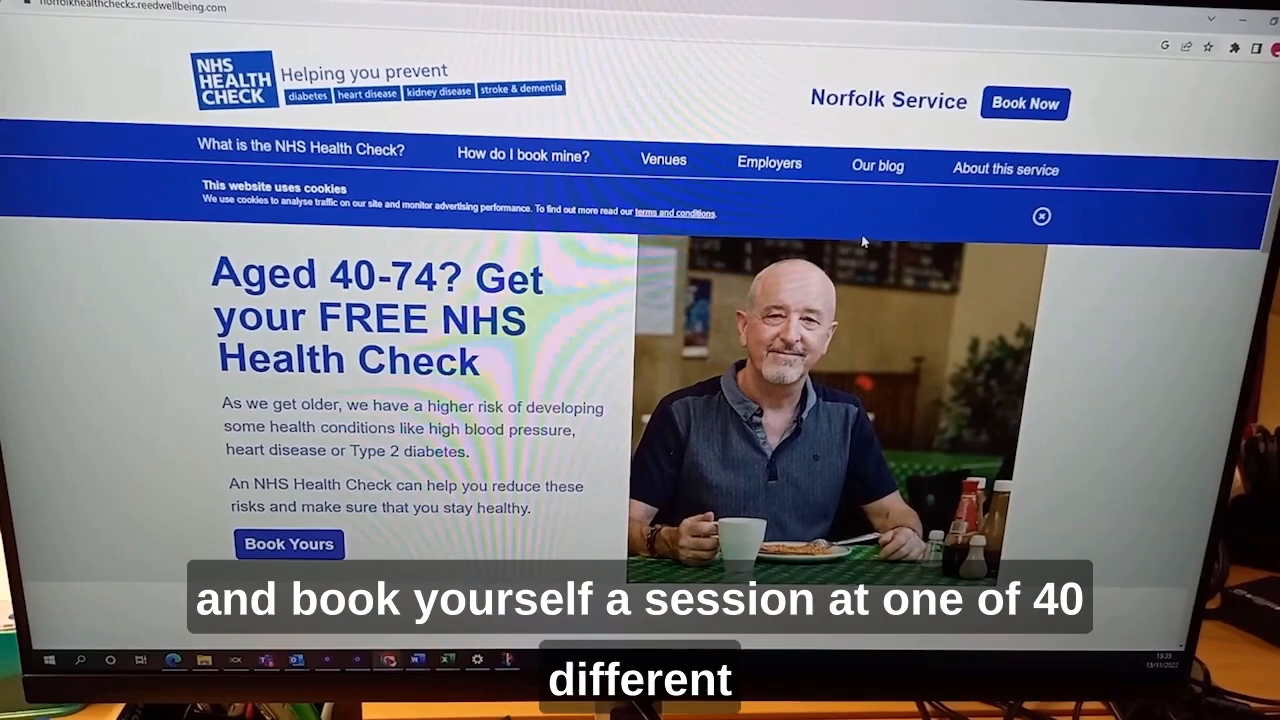 norfolkhealthchecks.reedwellbeing.com
NHS
HEALTH
CHECK
Helping you prevent
diabetes heart disease kidney disease stroke & dementia
Norfolk Service
Book Now
What is the NHS Health Check? How do I book mine? Venues Employers Our blog About this service
This website uses cookies
We use cookies to analyse traffic on our site and monitor advertising performance. To find out more read our terms and conditions.
Aged 40-74? Get
your FREE NHS
Health Check
As we get older, we have a higher risk of developing
some health conditions like high blood pressure,
heart disease or Type 2 diabetes.
An NHS Health Check can help you reduce these
risks and make sure that you stay healthy.
Book Yours
and book yourself a session at one of 40
different
15:35
15/11/2022